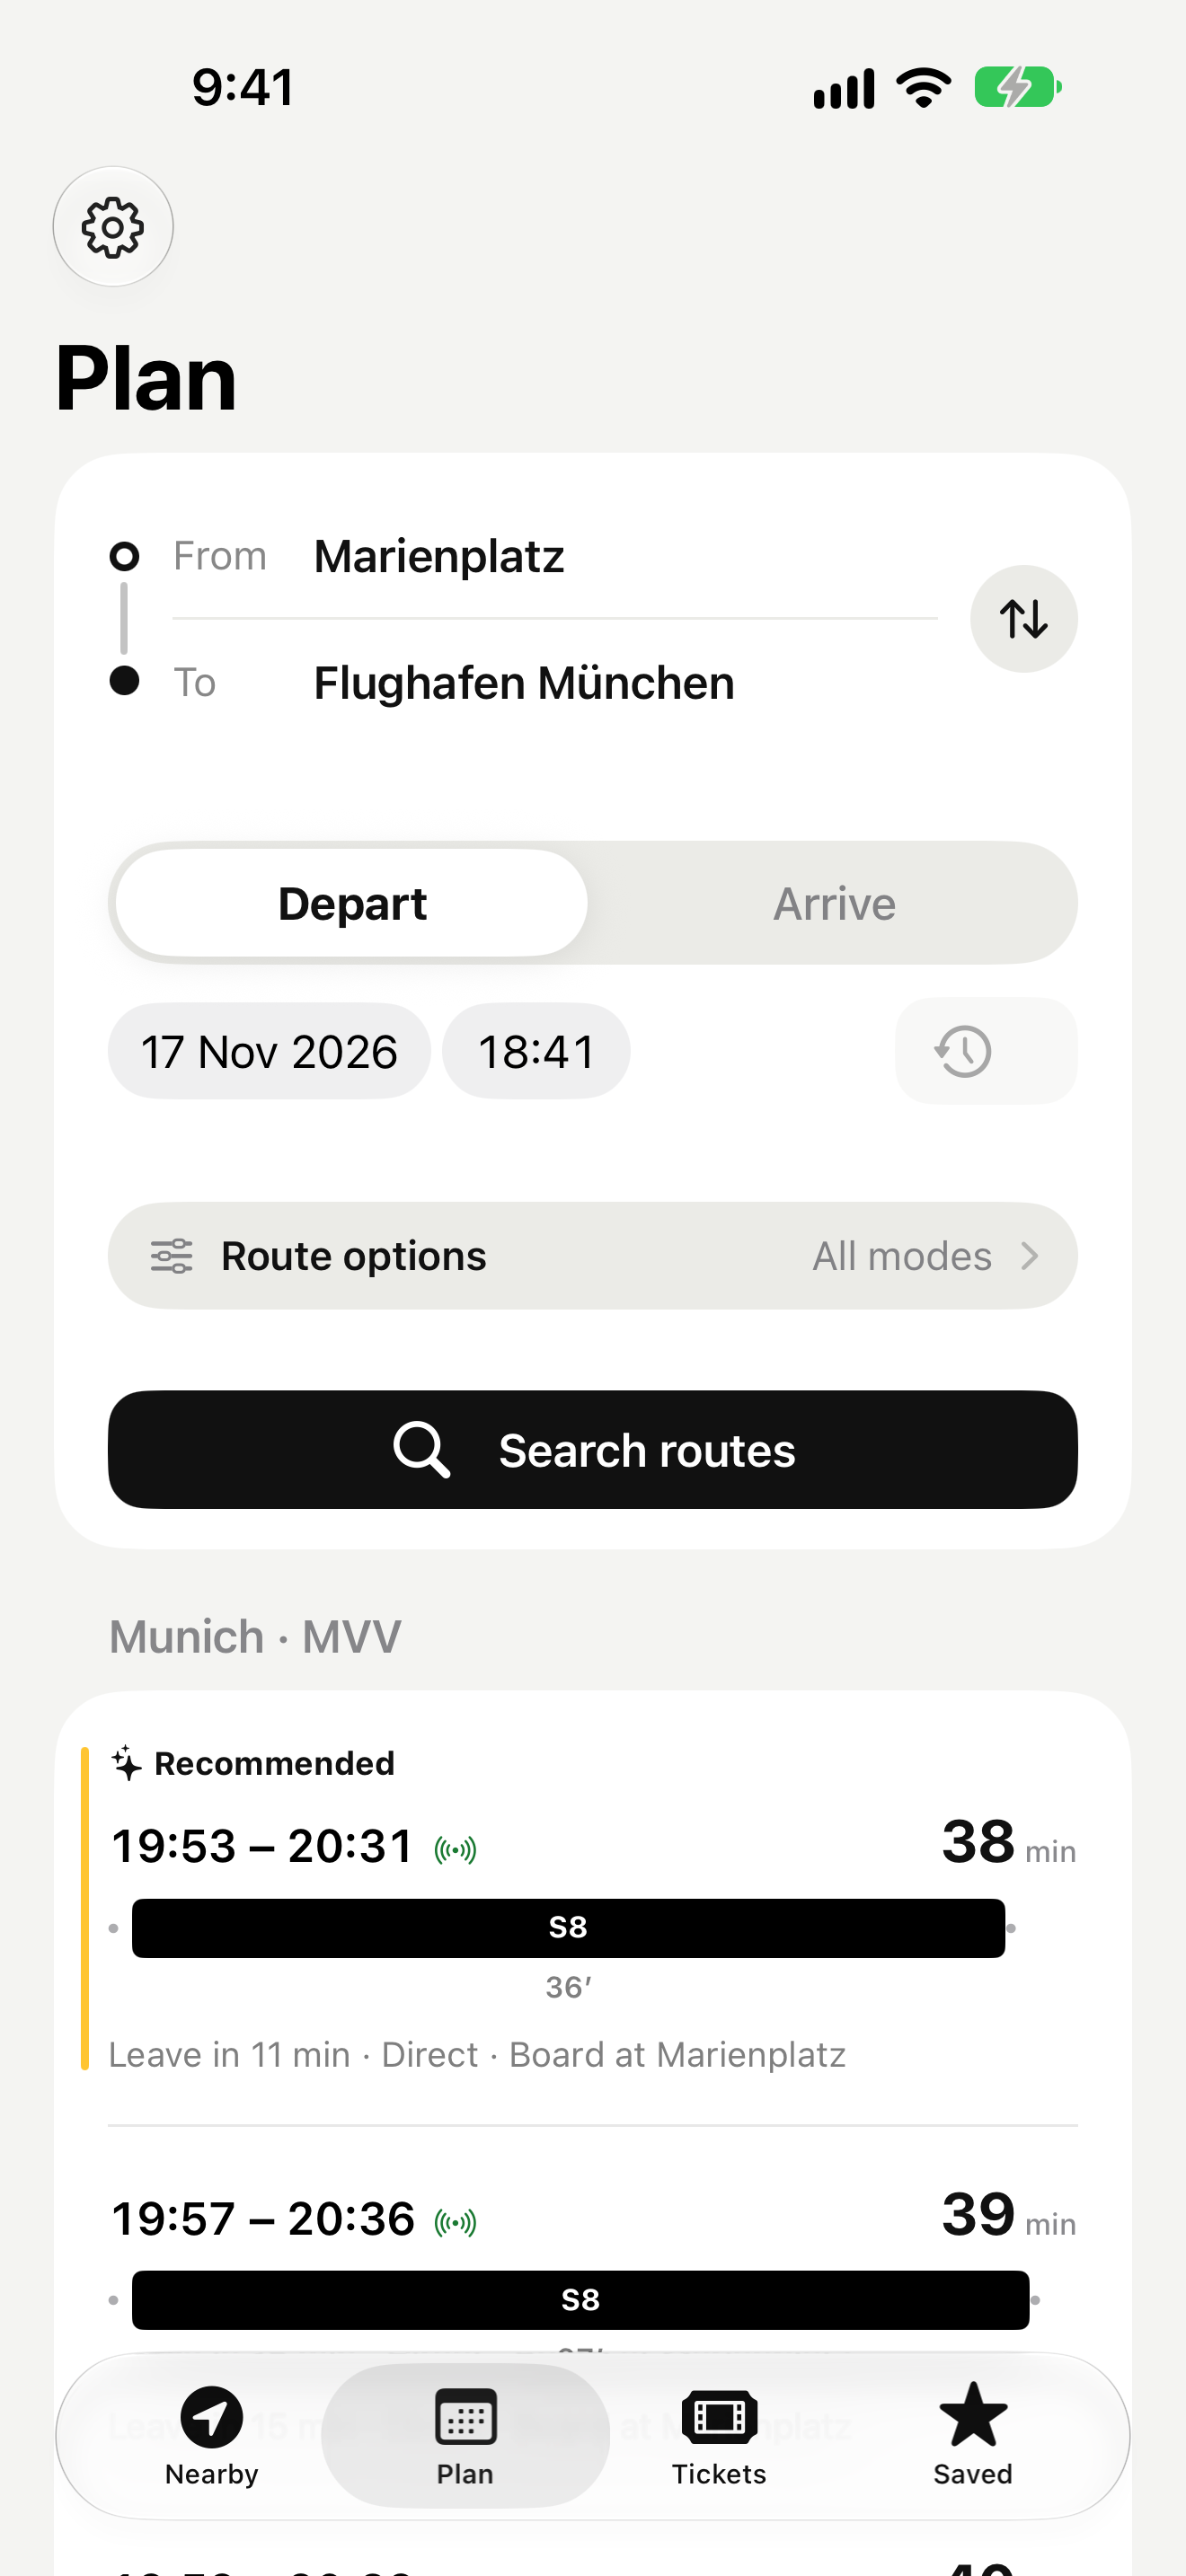 9:41
Plan
From Marienplatz
To Flughafen München
Depart Arrive
17 Nov 2026 18:41
Route options All modes
Search routes
Munich · MVV
Recommended
19:53 – 20:31 38 min
S8
36′
Leave in 11 min · Direct · Board at Marienplatz
19:57 – 20:36 39 min
S8
Nearby Plan Tickets Saved